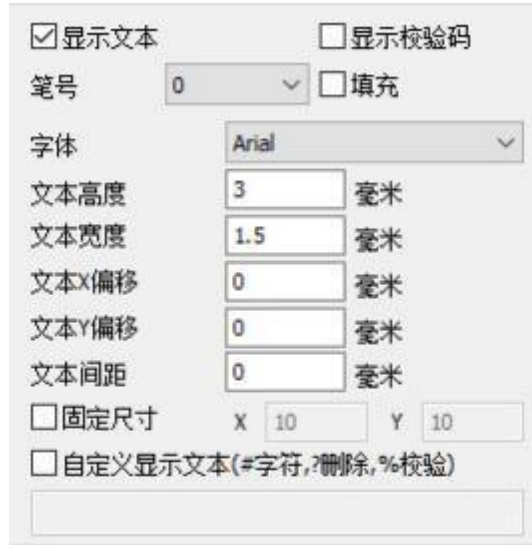 显示文本 显示校验码
笔号 0 填充
字体 Arial
文本高度 3 毫米
文本宽度 1.5 毫米
文本X偏移 0 毫米
文本Y偏移 0 毫米
文本间距 0 毫米
固定尺寸 X 10 Y 10
自定义显示文本(#字符,?删除,%校验)